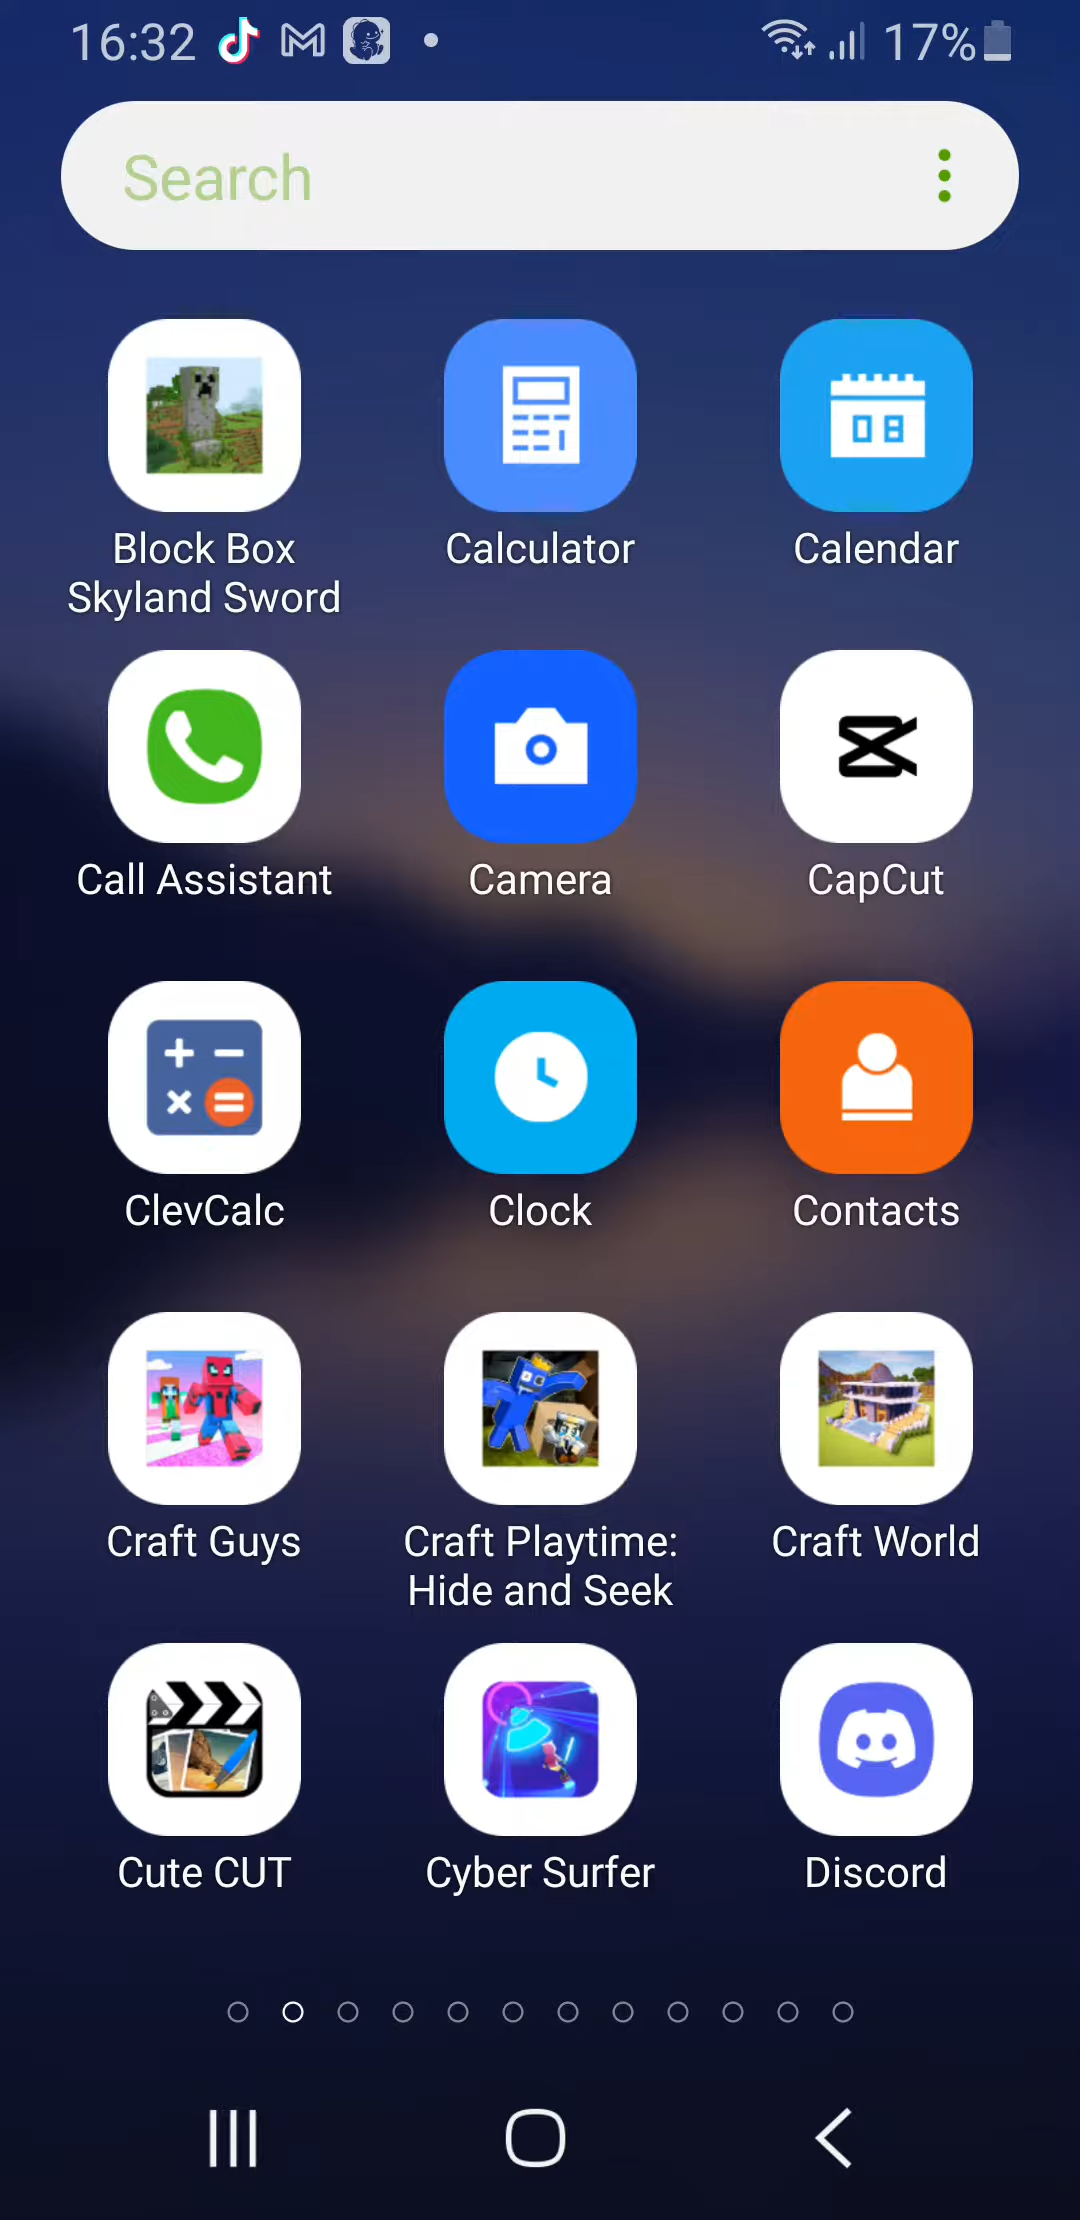 16:32 17%
Search
08
Block Box
Skyland Sword
Calculator
Calendar
Call Assistant
Camera
CapCut
ClevCalc
Clock
Contacts
Craft Guys
Craft Playtime:
Hide and Seek
Craft World
Cute CUT
Cyber Surfer
Discord